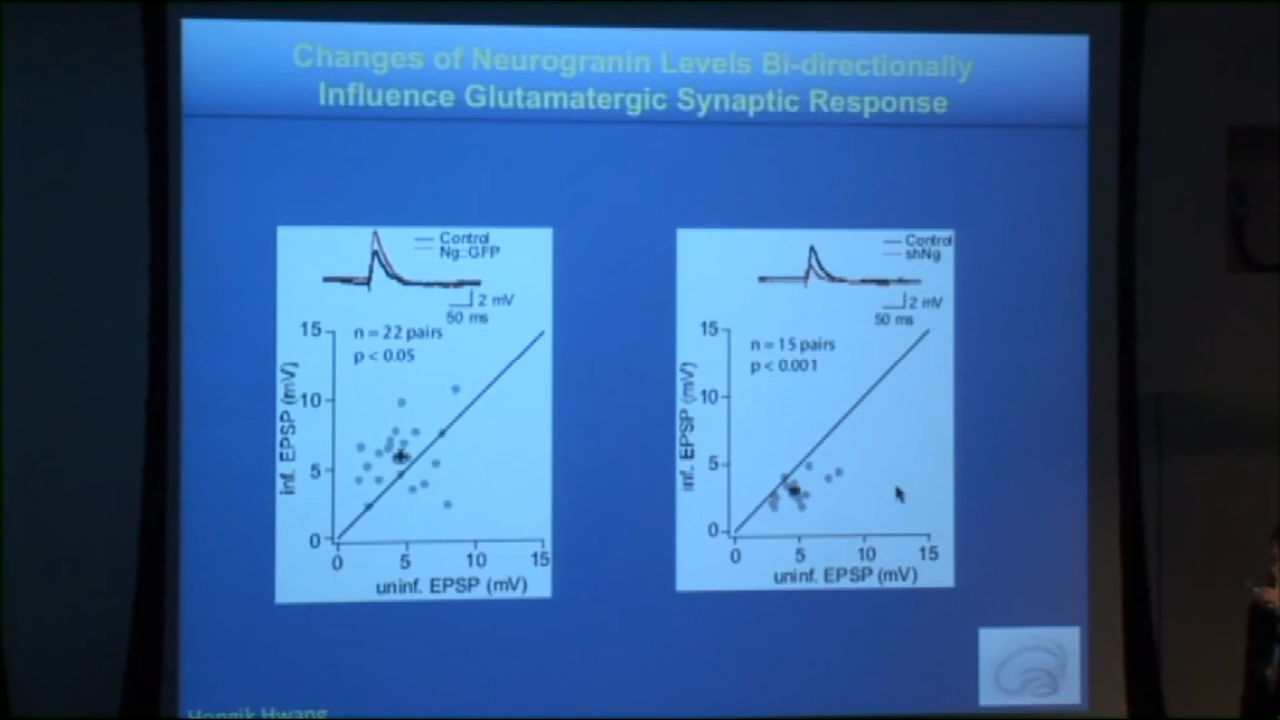 Changes of Neurogranin Levels Bi-directionally
Influence Glutamatergic Synaptic Response
Control
Ng::GFP
2 mV
50 ms
n = 22 pairs
p < 0.05
15
10
5
0
inf. EPSP (mV)
0 5 10 15
uninf. EPSP (mV)
Control
shNg
2 mV
50 ms
n = 15 pairs
p < 0.001
15
10
5
0
inf. EPSP (mV)
0 5 10 15
uninf. EPSP (mV)
Hongik Hwang